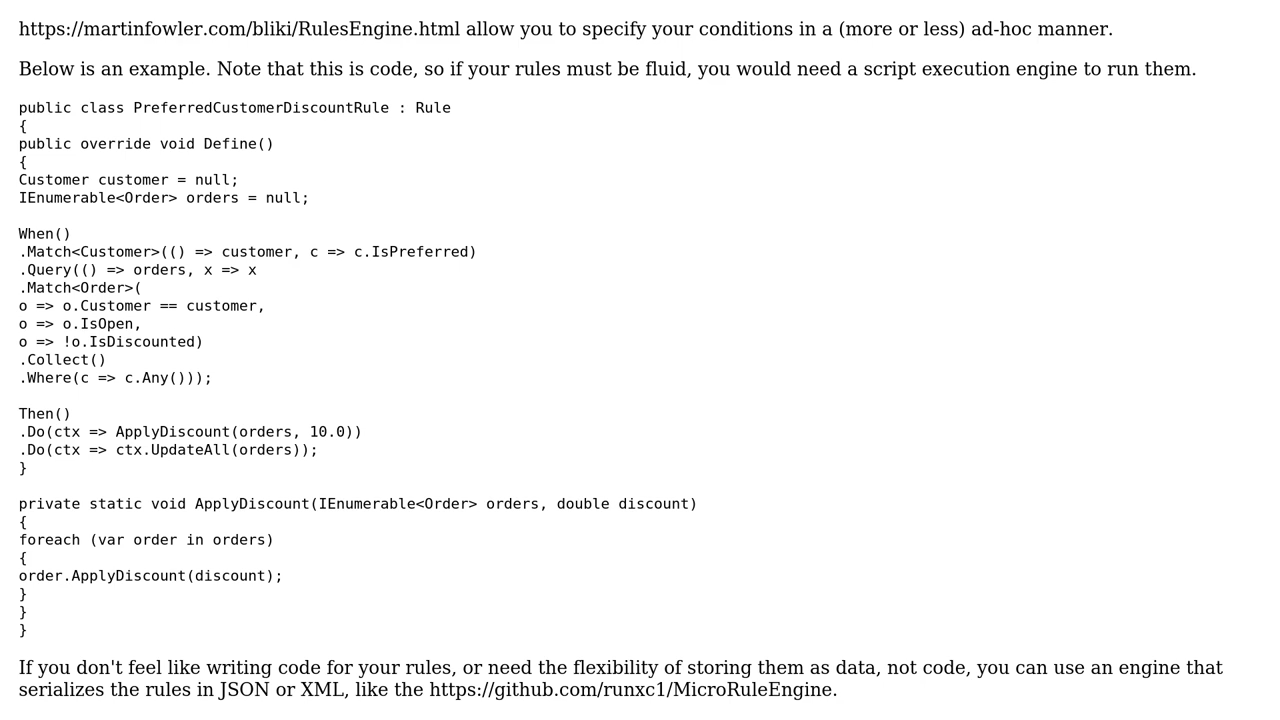 https://martinfowler.com/bliki/RulesEngine.html allow you to specify your conditions in a (more or less) ad-hoc manner.
Below is an example. Note that this is code, so if your rules must be fluid, you would need a script execution engine to run them.
public class PreferredCustomerDiscountRule : Rule
{
public override void Define()
{
Customer customer = null;
IEnumerable<Order> orders = null;

When()
.Match<Customer>(() => customer, c => c.IsPreferred)
.Query(() => orders, x => x
.Match<Order>(
o => o.Customer == customer,
o => o.IsOpen,
o => !o.IsDiscounted)
.Collect()
.Where(c => c.Any()));

Then()
.Do(ctx => ApplyDiscount(orders, 10.0))
.Do(ctx => ctx.UpdateAll(orders));
}

private static void ApplyDiscount(IEnumerable<Order> orders, double discount)
{
foreach (var order in orders)
{
order.ApplyDiscount(discount);
}
}
}
If you don't feel like writing code for your rules, or need the flexibility of storing them as data, not code, you can use an engine that
serializes the rules in JSON or XML, like the https://github.com/runxc1/MicroRuleEngine.